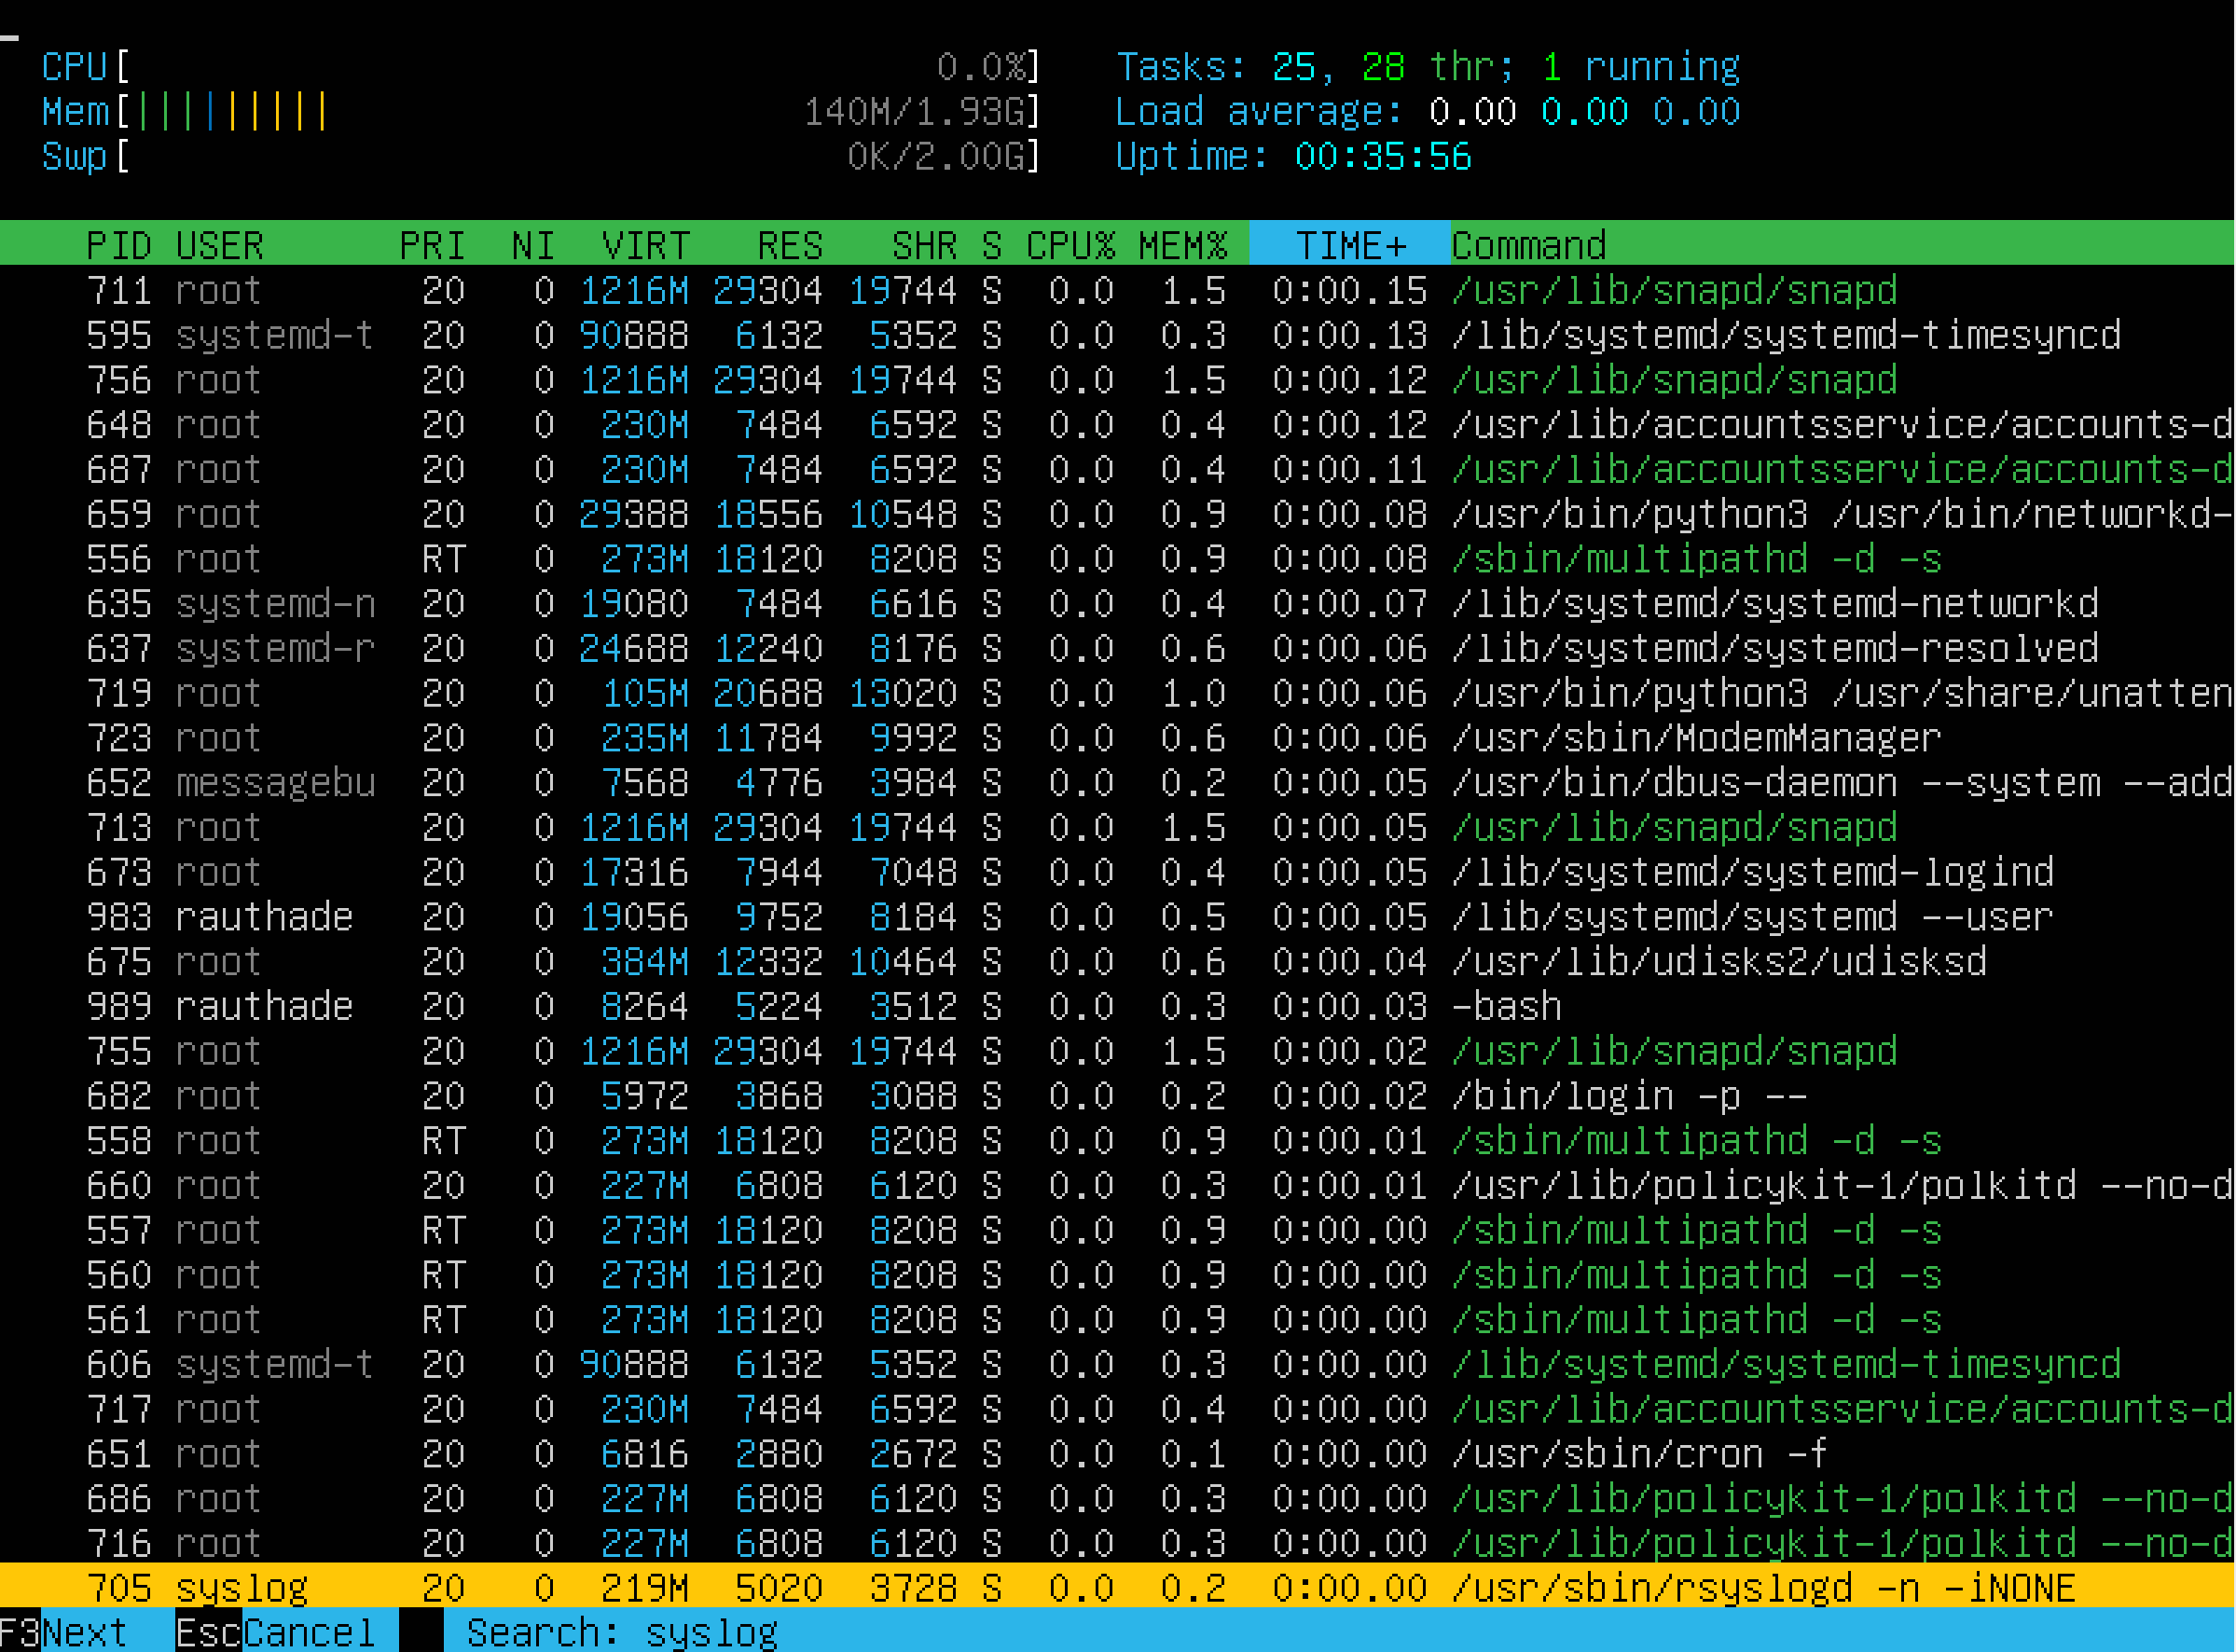 CPU[ 0.0%] Tasks: 25, 28 thr; 1 running
Mem[||||||||| 140M/1.93G] Load average: 0.00 0.00 0.00
Swp[ 0K/2.00G] Uptime: 00:35:56
PID USER PRI NI VIRT RES SHR S CPU% MEM% TIME+ Command
711 root 20 0 1216M 29304 19744 S 0.0 1.5 0:00.15 /usr/lib/snapd/snapd
595 systemd-t 20 0 90888 6132 5352 S 0.0 0.3 0:00.13 /lib/systemd/systemd-timesyncd
756 root 20 0 1216M 29304 19744 S 0.0 1.5 0:00.12 /usr/lib/snapd/snapd
648 root 20 0 230M 7484 6592 S 0.0 0.4 0:00.12 /usr/lib/accountsservice/accounts-d
687 root 20 0 230M 7484 6592 S 0.0 0.4 0:00.11 /usr/lib/accountsservice/accounts-d
659 root 20 0 29388 18556 10548 S 0.0 0.9 0:00.08 /usr/bin/python3 /usr/bin/networkd-
556 root RT 0 273M 18120 8208 S 0.0 0.9 0:00.08 /sbin/multipathd -d -s
635 systemd-n 20 0 19080 7484 6616 S 0.0 0.4 0:00.07 /lib/systemd/systemd-networkd
637 systemd-r 20 0 24688 12240 8176 S 0.0 0.6 0:00.06 /lib/systemd/systemd-resolved
719 root 20 0 105M 20688 13020 S 0.0 1.0 0:00.06 /usr/bin/python3 /usr/share/unatten
723 root 20 0 235M 11784 9992 S 0.0 0.6 0:00.06 /usr/sbin/ModemManager
652 messagebu 20 0 7568 4776 3984 S 0.0 0.2 0:00.05 /usr/bin/dbus-daemon --system --add
713 root 20 0 1216M 29304 19744 S 0.0 1.5 0:00.05 /usr/lib/snapd/snapd
673 root 20 0 17316 7944 7048 S 0.0 0.4 0:00.05 /lib/systemd/systemd-logind
983 rauthade 20 0 19056 9752 8184 S 0.0 0.5 0:00.05 /lib/systemd/systemd --user
675 root 20 0 384M 12332 10464 S 0.0 0.6 0:00.04 /usr/lib/udisks2/udisksd
989 rauthade 20 0 8264 5224 3512 S 0.0 0.3 0:00.03 -bash
755 root 20 0 1216M 29304 19744 S 0.0 1.5 0:00.02 /usr/lib/snapd/snapd
682 root 20 0 5972 3868 3088 S 0.0 0.2 0:00.02 /bin/login -p --
558 root RT 0 273M 18120 8208 S 0.0 0.9 0:00.01 /sbin/multipathd -d -s
660 root 20 0 227M 6808 6120 S 0.0 0.3 0:00.01 /usr/lib/policykit-1/polkitd --no-d
557 root RT 0 273M 18120 8208 S 0.0 0.9 0:00.00 /sbin/multipathd -d -s
560 root RT 0 273M 18120 8208 S 0.0 0.9 0:00.00 /sbin/multipathd -d -s
561 root RT 0 273M 18120 8208 S 0.0 0.9 0:00.00 /sbin/multipathd -d -s
606 systemd-t 20 0 90888 6132 5352 S 0.0 0.3 0:00.00 /lib/systemd/systemd-timesyncd
717 root 20 0 230M 7484 6592 S 0.0 0.4 0:00.00 /usr/lib/accountsservice/accounts-d
651 root 20 0 6816 2880 2672 S 0.0 0.1 0:00.00 /usr/sbin/cron -f
686 root 20 0 227M 6808 6120 S 0.0 0.3 0:00.00 /usr/lib/policykit-1/polkitd --no-d
716 root 20 0 227M 6808 6120 S 0.0 0.3 0:00.00 /usr/lib/policykit-1/polkitd --no-d
705 syslog 20 0 219M 5020 3728 S 0.0 0.2 0:00.00 /usr/sbin/rsyslogd -n -iNONE
F3Next EscCancel Search: syslog